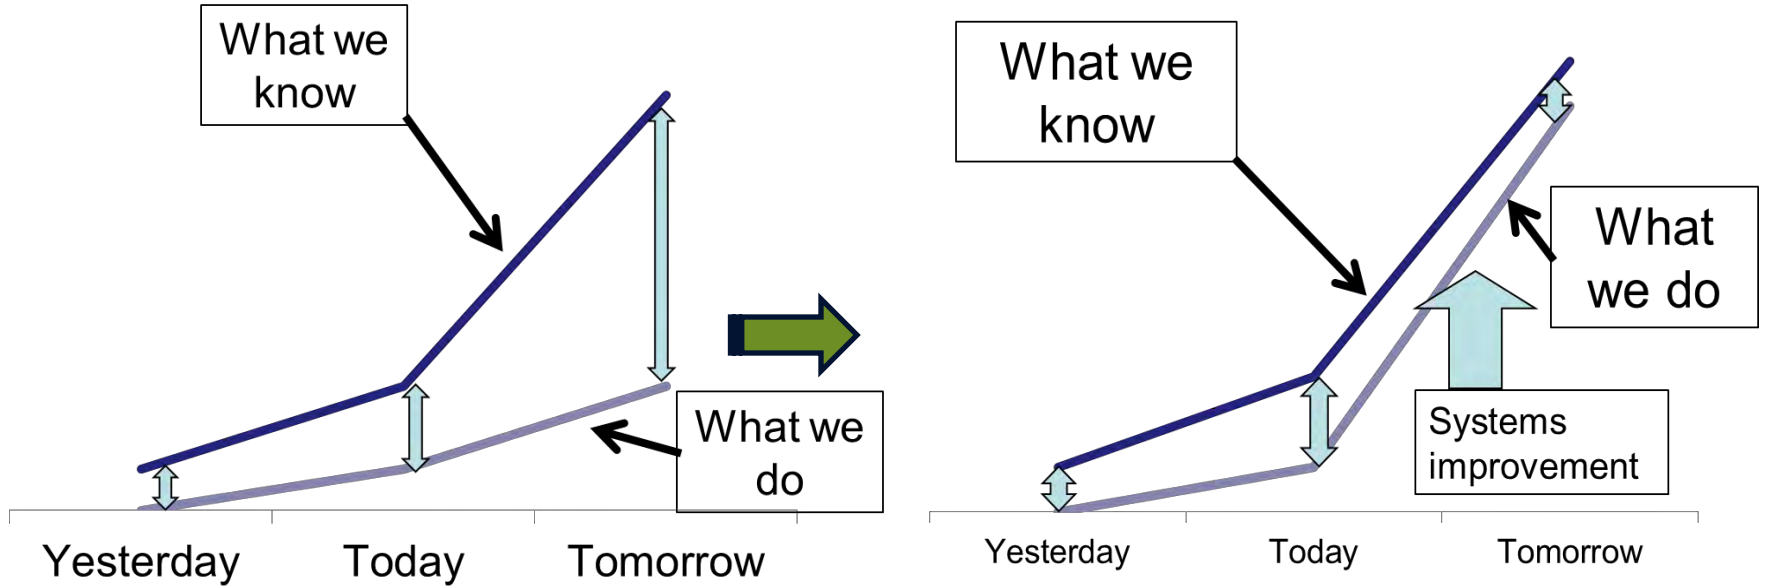 What we
know
What we
do
Yesterday
Today
Tomorrow
What we
know
What
we do
Systems
improvement
Yesterday
Today
Tomorrow